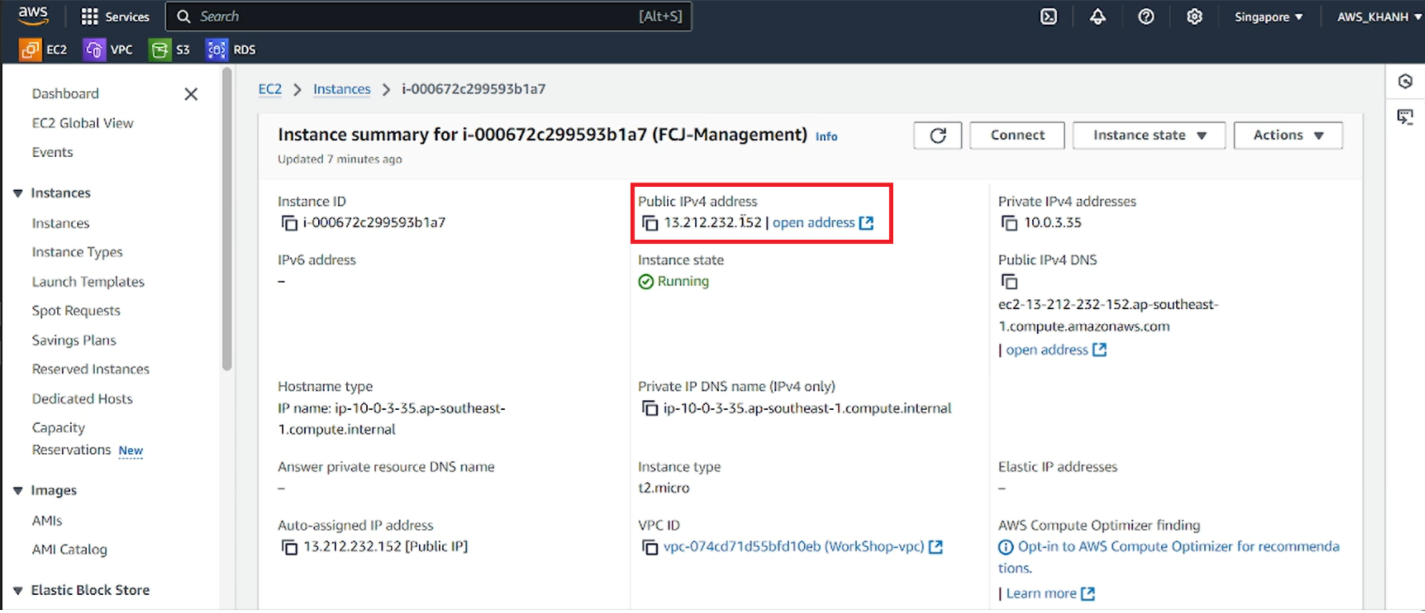 aws
Services
Search
[Alt+S]
Singapore ▼
AWS_KHANH ▼
EC2
VPC
S3
RDS
Dashboard
EC2 Global View
Events
▼ Instances
Instances
Instance Types
Launch Templates
Spot Requests
Savings Plans
Reserved Instances
Dedicated Hosts
Capacity
Reservations New
▼ Images
AMIs
AMI Catalog
▼ Elastic Block Store
EC2 > Instances > i-000672c299593b1a7
Instance summary for i-000672c299593b1a7 (FCJ-Management) Info
Updated 7 minutes ago
Connect
Instance state ▼
Actions ▼
Instance ID
i-000672c299593b1a7
Public IPv4 address
13.212.232.152 | open address
Private IPv4 addresses
10.0.3.35
IPv6 address
–
Instance state
Running
Public IPv4 DNS
ec2-13-212-232-152.ap-southeast-
1.compute.amazonaws.com
| open address
Hostname type
IP name: ip-10-0-3-35.ap-southeast-
1.compute.internal
Private IP DNS name (IPv4 only)
ip-10-0-3-35.ap-southeast-1.compute.internal
Answer private resource DNS name
–
Instance type
t2.micro
Elastic IP addresses
–
Auto-assigned IP address
13.212.232.152 [Public IP]
VPC ID
vpc-074cd71d55bfd10eb (WorkShop-vpc)
AWS Compute Optimizer finding
Opt-in to AWS Compute Optimizer for recommenda
tions.
| Learn more